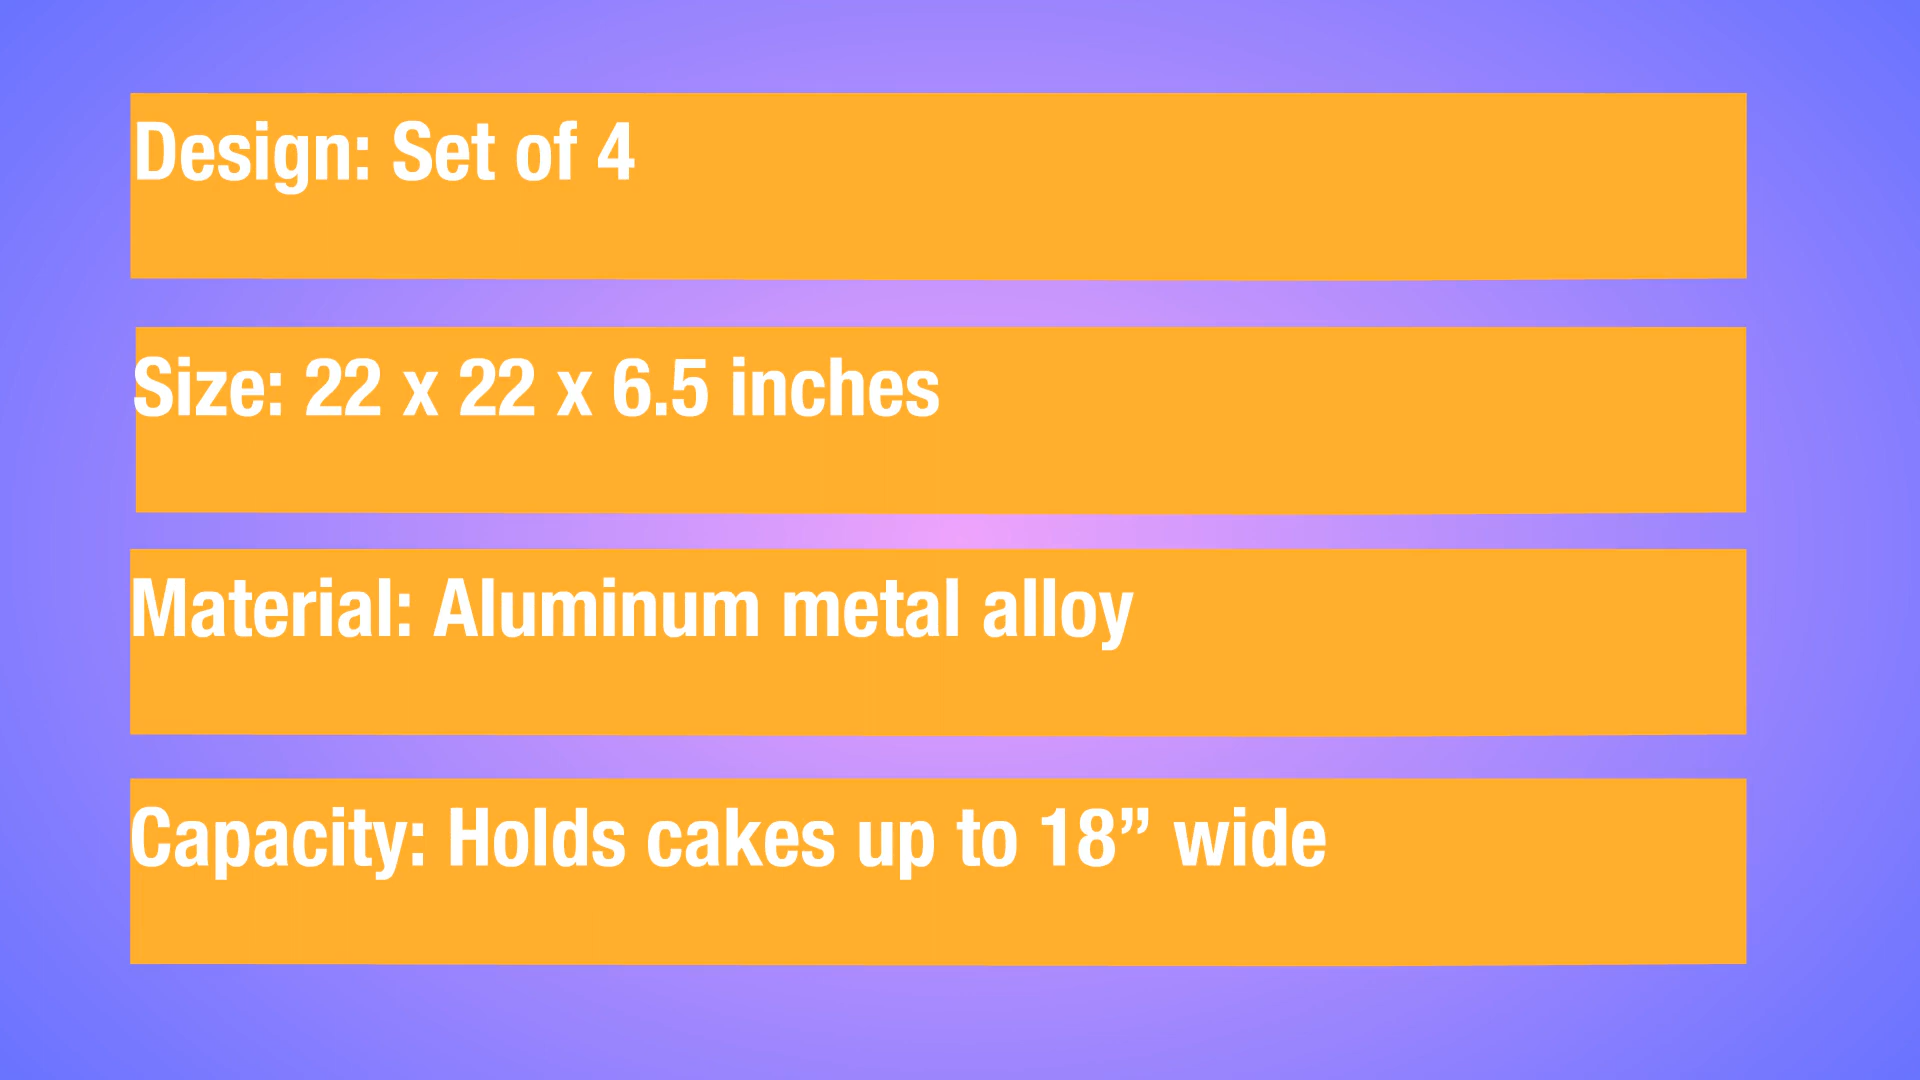 Design: Set of 4
Size: 22 x 22 x 6.5 inches
Material: Aluminum metal alloy
Capacity: Holds cakes up to 18” wide